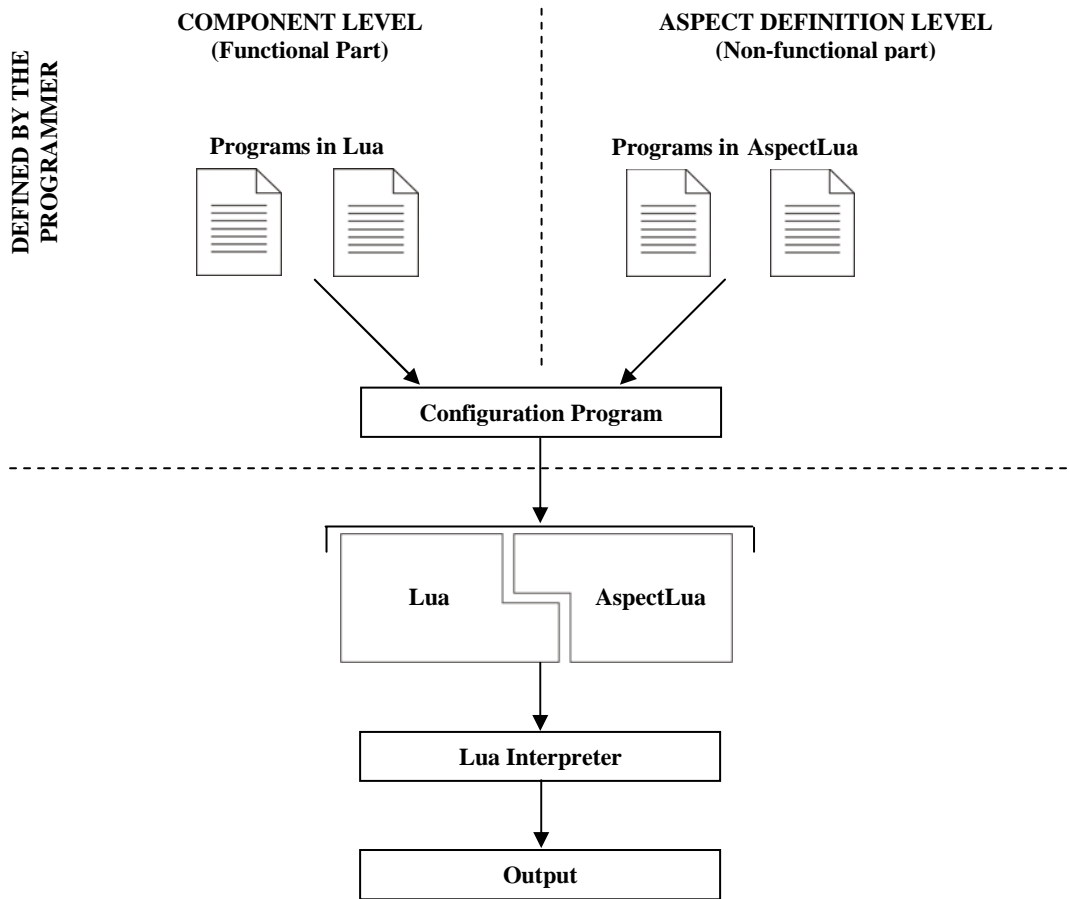 COMPONENT LEVEL
(Functional Part)
ASPECT DEFINITION LEVEL
(Non-functional part)
DEFINED BY THE
PROGRAMMER
Programs in Lua
Programs in AspectLua
Configuration Program
Lua
AspectLua
Lua Interpreter
Output